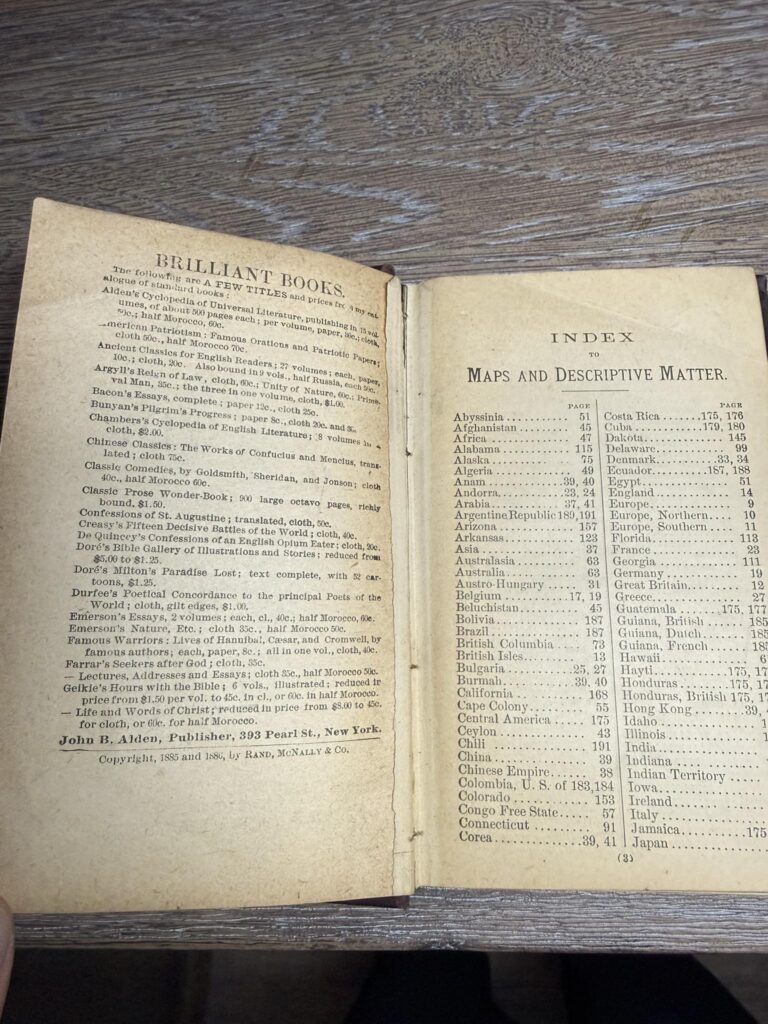 BRILLIANT BOOKS.
The following are A FEW TITLES and prices from my cat-
alogue of standard books:
Alden's Cyclopedia of Universal Literature, publishing in 15 vol-
umes, of about 500 pages each; per volume, paper, 30c.; cloth,
50c.; half Morocco, 60c.
American Patriotism: Famous Orations and Patriotic Papers;
cloth 50c., half Morocco 70c.
Ancient Classics for English Readers; 27 volumes; each, paper,
10c.; cloth, 20c. Also bound in 9 vols., half Russia, each 50c.
Argyll's Reign of Law, cloth, 60c.; Unity of Nature, 60c.; Prime-
val Man, 35c.; the three in one volume, cloth, $1.00.
Bacon's Essays, complete; paper 12c., cloth 25c.
Bunyan's Pilgrim's Progress; paper 8c., cloth 20c. and
Chambers's Cyclopedia of English Literature; 8 volumes in
cloth, $2.00.
Chinese Classics: The Works of Confucius and Mencius, trans-
lated; cloth 75c.
Classic Comedies, by Goldsmith, Sheridan, and Jonson; cloth
40c., half Morocco 60c.
Classic Prose Wonder-Book; 900 large octavo pages, richly
bound, $1.50.
Confessions of St. Augustine; translated, cloth, 50c.
Creasy's Fifteen Decisive Battles of the World; cloth, 40c.
De Quincey's Confessions of an English Opium Eater; cloth, 20c.
Doré's Bible Gallery of Illustrations and Stories; reduced from
$5.00 to $1.25.
Doré's Milton's Paradise Lost; text complete, with 52 car-
toons, $1.25.
Durfee's Poetical Concordance to the principal Poets of the
World; cloth, gilt edges, $1.00.
Emerson's Essays, 2 volumes; each, cl., 40c.; half Morocco, 60c.
Emerson's Nature, Etc.; cloth 35c., half Morocco 50c.
Famous Warriors: Lives of Hannibal, Cæsar, and Cromwell, by
famous authors; each, paper, 8c.; all in one vol., cloth, 40c.
Farrar's Seekers after God; cloth, 35c.
— Lectures, Addresses and Essays; cloth 35c., half Morocco 50c.
Geikie's Hours with the Bible; 6 vols., illustrated; reduced in
price from $1.50 per vol. to 45c. in cl., or 60c. in half Morocco.
— Life and Words of Christ; reduced in price from $8.00 to 45c.
for cloth, or 60c. for half Morocco.
John B. Alden, Publisher, 393 Pearl St., New York.
Copyright, 1885 and 1886, by RAND, MCNALLY & CO.
INDEX
TO
MAPS AND DESCRIPTIVE MATTER.
PAGE
Abyssinia .......... 51
Afghanistan ........ 45
Africa ............. 47
Alabama ............ 115
Alaska ............. 75
Algeria ............ 49
Anam ............ 39, 40
Andorra .......... 23, 24
Arabia ........... 37, 41
Argentine Republic 189, 191
Arizona ............ 157
Arkansas ........... 123
Asia ............... 37
Australasia ........ 63
Australia .......... 63
Austro-Hungary ..... 31
Belgium .......... 17, 19
Beluchistan ........ 45
Bolivia ............ 187
Brazil ............. 187
British Columbia ... 73
British Isles ...... 13
Bulgaria ......... 25, 27
Burmah ........... 39, 40
California ......... 168
Cape Colony ........ 55
Central America .... 175
Ceylon ............. 43
Chili .............. 191
China .............. 39
Chinese Empire ..... 38
Colombia, U. S. of 183, 184
Colorado ........... 153
Congo Free State ... 57
Connecticut ........ 91
Corea ............ 39, 41
PAGE
Costa Rica ....... 175, 176
Cuba ............. 179, 180
Dakota ............. 145
Delaware ........... 99
Denmark .......... 33, 34
Ecuador .......... 187, 188
Egypt .............. 51
England ............ 14
Europe ............. 9
Europe, Northern ... 10
Europe, Southern ... 11
Florida ............ 113
France ............. 23
Georgia ............ 111
Germany ............ 19
Great Britain ...... 12
Greece ............. 27
Guatemala ........ 175, 177
Guiana, British .... 185
Guiana, Dutch ...... 185
Guiana, French ..... 185
Hawaii ............. 6
Hayti ............ 175, 17
Honduras ......... 175, 17
Honduras, British 175, 17
Hong Kong ........ 39, 4
Idaho ..............
Illinois ...........
India ..............
Indiana ............
Indian Territory ...
Iowa ...............
Ireland ............
Italy ..............
Jamaica .......... 175
Japan ..............
(3)